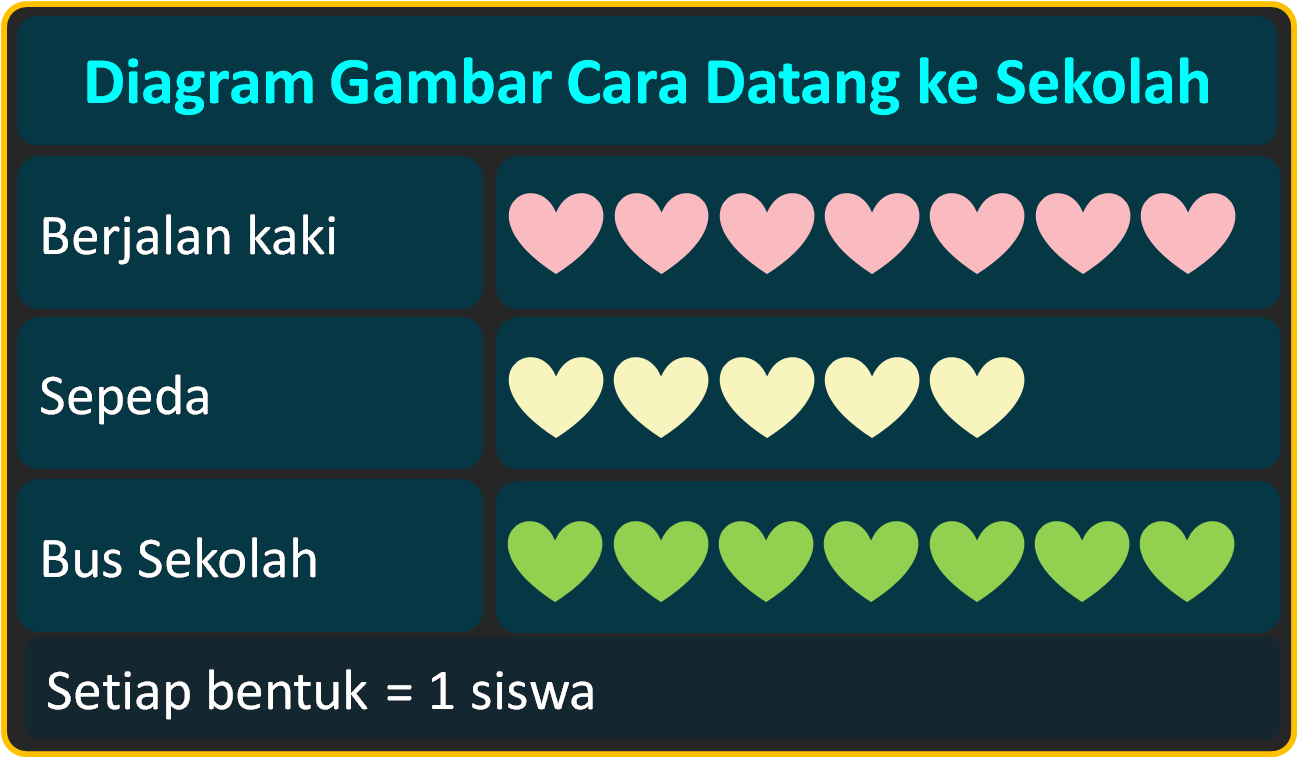 Diagram Gambar Cara Datang ke Sekolah
Berjalan kaki
Sepeda
Bus Sekolah
Setiap bentuk = 1 siswa